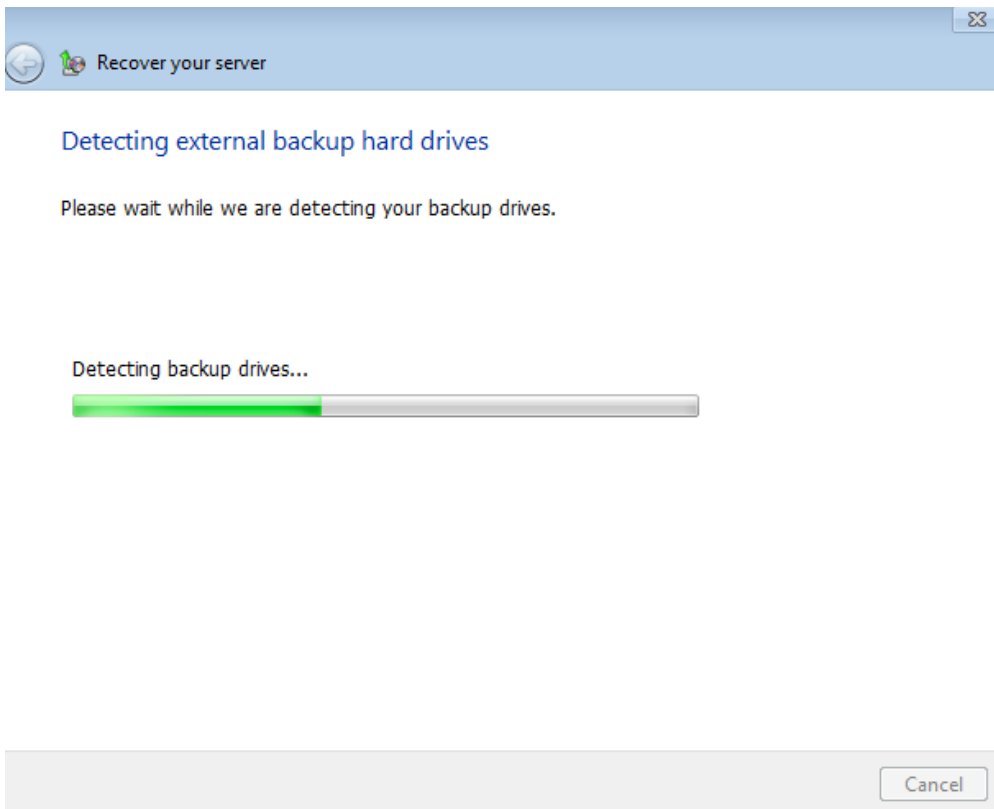 Recover your server
Detecting external backup hard drives
Please wait while we are detecting your backup drives.
Detecting backup drives...
Cancel